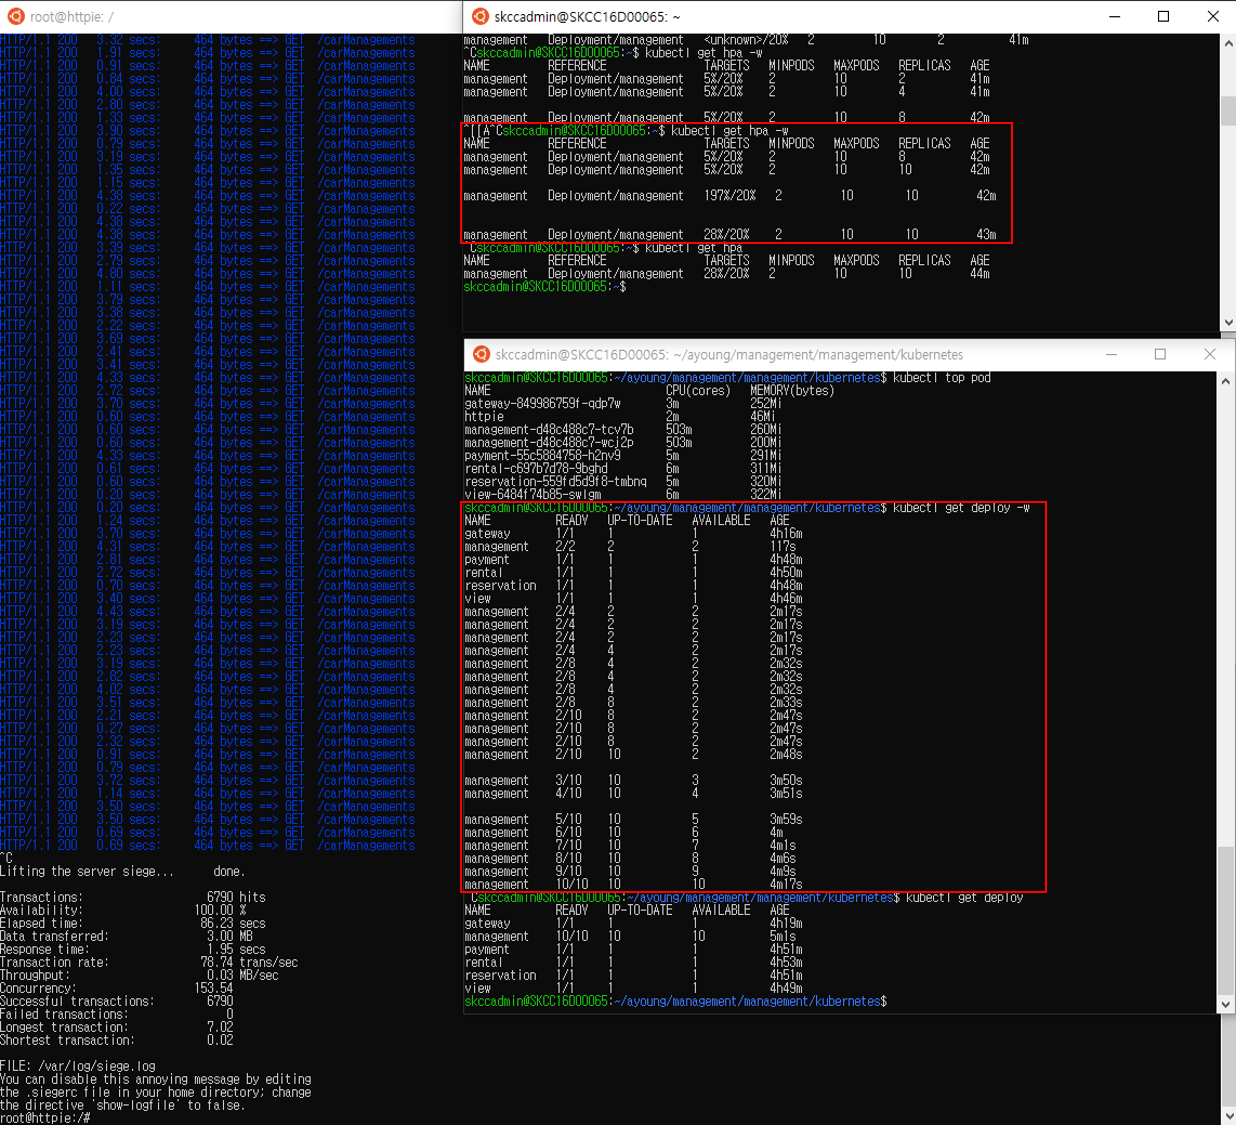 root@httpie: /
HTTP/1.1 200   3.32 secs:     464 bytes ==> GET  /carManagements
HTTP/1.1 200   0.91 secs:     464 bytes ==> GET  /carManagements
HTTP/1.1 200   0.91 secs:     464 bytes ==> GET  /carManagements
HTTP/1.1 200   0.84 secs:     464 bytes ==> GET  /carManagements
HTTP/1.1 200   4.00 secs:     464 bytes ==> GET  /carManagements
HTTP/1.1 200   2.80 secs:     464 bytes ==> GET  /carManagements
HTTP/1.1 200   1.33 secs:     464 bytes ==> GET  /carManagements
HTTP/1.1 200   3.90 secs:     464 bytes ==> GET  /carManagements
HTTP/1.1 200   0.79 secs:     464 bytes ==> GET  /carManagements
HTTP/1.1 200   3.19 secs:     464 bytes ==> GET  /carManagements
HTTP/1.1 200   1.35 secs:     464 bytes ==> GET  /carManagements
HTTP/1.1 200   1.15 secs:     464 bytes ==> GET  /carManagements
HTTP/1.1 200   4.38 secs:     464 bytes ==> GET  /carManagements
HTTP/1.1 200   0.22 secs:     464 bytes ==> GET  /carManagements
HTTP/1.1 200   4.38 secs:     464 bytes ==> GET  /carManagements
HTTP/1.1 200   4.38 secs:     464 bytes ==> GET  /carManagements
HTTP/1.1 200   3.39 secs:     464 bytes ==> GET  /carManagements
HTTP/1.1 200   2.79 secs:     464 bytes ==> GET  /carManagements
HTTP/1.1 200   4.80 secs:     464 bytes ==> GET  /carManagements
HTTP/1.1 200   1.11 secs:     464 bytes ==> GET  /carManagements
HTTP/1.1 200   3.79 secs:     464 bytes ==> GET  /carManagements
HTTP/1.1 200   3.38 secs:     464 bytes ==> GET  /carManagements
HTTP/1.1 200   2.22 secs:     464 bytes ==> GET  /carManagements
HTTP/1.1 200   3.69 secs:     464 bytes ==> GET  /carManagements
HTTP/1.1 200   2.41 secs:     464 bytes ==> GET  /carManagements
HTTP/1.1 200   3.41 secs:     464 bytes ==> GET  /carManagements
HTTP/1.1 200   4.33 secs:     464 bytes ==> GET  /carManagements
HTTP/1.1 200   2.72 secs:     464 bytes ==> GET  /carManagements
HTTP/1.1 200   3.70 secs:     464 bytes ==> GET  /carManagements
HTTP/1.1 200   0.60 secs:     464 bytes ==> GET  /carManagements
HTTP/1.1 200   0.60 secs:     464 bytes ==> GET  /carManagements
HTTP/1.1 200   0.60 secs:     464 bytes ==> GET  /carManagements
HTTP/1.1 200   4.33 secs:     464 bytes ==> GET  /carManagements
HTTP/1.1 200   0.61 secs:     464 bytes ==> GET  /carManagements
HTTP/1.1 200   0.60 secs:     464 bytes ==> GET  /carManagements
HTTP/1.1 200   0.20 secs:     464 bytes ==> GET  /carManagements
HTTP/1.1 200   0.20 secs:     464 bytes ==> GET  /carManagements
HTTP/1.1 200   1.24 secs:     464 bytes ==> GET  /carManagements
HTTP/1.1 200   3.70 secs:     464 bytes ==> GET  /carManagements
HTTP/1.1 200   4.31 secs:     464 bytes ==> GET  /carManagements
HTTP/1.1 200   2.81 secs:     464 bytes ==> GET  /carManagements
HTTP/1.1 200   2.72 secs:     464 bytes ==> GET  /carManagements
HTTP/1.1 200   0.70 secs:     464 bytes ==> GET  /carManagements
HTTP/1.1 200   3.40 secs:     464 bytes ==> GET  /carManagements
HTTP/1.1 200   4.43 secs:     464 bytes ==> GET  /carManagements
HTTP/1.1 200   3.19 secs:     464 bytes ==> GET  /carManagements
HTTP/1.1 200   2.23 secs:     464 bytes ==> GET  /carManagements
HTTP/1.1 200   2.23 secs:     464 bytes ==> GET  /carManagements
HTTP/1.1 200   3.19 secs:     464 bytes ==> GET  /carManagements
HTTP/1.1 200   2.82 secs:     464 bytes ==> GET  /carManagements
HTTP/1.1 200   4.02 secs:     464 bytes ==> GET  /carManagements
HTTP/1.1 200   3.51 secs:     464 bytes ==> GET  /carManagements
HTTP/1.1 200   2.21 secs:     464 bytes ==> GET  /carManagements
HTTP/1.1 200   0.27 secs:     464 bytes ==> GET  /carManagements
HTTP/1.1 200   2.32 secs:     464 bytes ==> GET  /carManagements
HTTP/1.1 200   0.91 secs:     464 bytes ==> GET  /carManagements
HTTP/1.1 200   0.79 secs:     464 bytes ==> GET  /carManagements
HTTP/1.1 200   3.72 secs:     464 bytes ==> GET  /carManagements
HTTP/1.1 200   1.14 secs:     464 bytes ==> GET  /carManagements
HTTP/1.1 200   3.50 secs:     464 bytes ==> GET  /carManagements
HTTP/1.1 200   3.50 secs:     464 bytes ==> GET  /carManagements
HTTP/1.1 200   0.69 secs:     464 bytes ==> GET  /carManagements
HTTP/1.1 200   0.69 secs:     464 bytes ==> GET  /carManagements
^C
Lifting the server siege...      done.
Transactions:                   6790 hits
Availability:                 100.00 %
Elapsed time:                  86.23 secs
Data transferred:               3.00 MB
Response time:                  1.95 secs
Transaction rate:              78.74 trans/sec
Throughput:                     0.03 MB/sec
Concurrency:                  153.54
Successful transactions:        6790
Failed transactions:               0
Longest transaction:            7.02
Shortest transaction:           0.02
FILE: /var/log/siege.log
You can disable this annoying message by editing
the .siegerc file in your home directory; change
the directive 'show-logfile' to false.
root@httpie:/#
skccadmin@SKCC16D00065: ~
management   Deployment/management   <unknown>/20%   2         10        2          41m
^Cskccadmin@SKCC16D00065:~$ kubectl get hpa -w
NAME         REFERENCE               TARGETS   MINPODS   MAXPODS   REPLICAS   AGE
management   Deployment/management   5%/20%    2         10        2          41m
management   Deployment/management   5%/20%    2         10        4          41m
management   Deployment/management   5%/20%    2         10        8          42m
^[[A^Cskccadmin@SKCC16D00065:~$ kubectl get hpa -w
NAME         REFERENCE               TARGETS   MINPODS   MAXPODS   REPLICAS   AGE
management   Deployment/management   5%/20%    2         10        8          42m
management   Deployment/management   5%/20%    2         10        10         42m
management   Deployment/management   197%/20%   2         10        10         42m
management   Deployment/management   28%/20%   2         10        10         43m
^Cskccadmin@SKCC16D00065:~$ kubectl get hpa
NAME         REFERENCE               TARGETS   MINPODS   MAXPODS   REPLICAS   AGE
management   Deployment/management   28%/20%   2         10        10         44m
skccadmin@SKCC16D00065:~$
skccadmin@SKCC16D00065: ~/ayoung/management/management/kubernetes
skccadmin@SKCC16D00065:~/ayoung/management/management/kubernetes$ kubectl top pod
NAME                           CPU(cores)   MEMORY(bytes)
gateway-849986759f-qdp7w       3m           252Mi
httpie                         2m           46Mi
management-d48c488c7-tcv7b     503m         260Mi
management-d48c488c7-wcj2p     503m         200Mi
payment-55c5884758-h2nv9       5m           291Mi
rental-c697b7d78-9bghd         6m           311Mi
reservation-559fd5d9f8-tmbnq   5m           320Mi
view-6484f74b85-swlgm          6m           322Mi
skccadmin@SKCC16D00065:~/ayoung/management/management/kubernetes$ kubectl get deploy -w
NAME          READY   UP-TO-DATE   AVAILABLE   AGE
gateway       1/1     1            1           4h16m
management    2/2     2            2           117s
payment       1/1     1            1           4h48m
rental        1/1     1            1           4h50m
reservation   1/1     1            1           4h48m
view          1/1     1            1           4h46m
management    2/4     2            2           2m17s
management    2/4     2            2           2m17s
management    2/4     2            2           2m17s
management    2/4     4            2           2m17s
management    2/8     4            2           2m32s
management    2/8     4            2           2m32s
management    2/8     4            2           2m32s
management    2/8     8            2           2m33s
management    2/10    8            2           2m47s
management    2/10    8            2           2m47s
management    2/10    8            2           2m47s
management    2/10    10           2           2m48s
management    3/10    10           3           3m50s
management    4/10    10           4           3m51s
management    5/10    10           5           3m59s
management    6/10    10           6           4m
management    7/10    10           7           4m1s
management    8/10    10           8           4m6s
management    9/10    10           9           4m9s
management    10/10   10           10          4m17s
^Cskccadmin@SKCC16D00065:~/ayoung/management/management/kubernetes$ kubectl get deploy
NAME          READY   UP-TO-DATE   AVAILABLE   AGE
gateway       1/1     1            1           4h19m
management    10/10   10           10          5m1s
payment       1/1     1            1           4h51m
rental        1/1     1            1           4h53m
reservation   1/1     1            1           4h51m
view          1/1     1            1           4h49m
skccadmin@SKCC16D00065:~/ayoung/management/management/kubernetes$